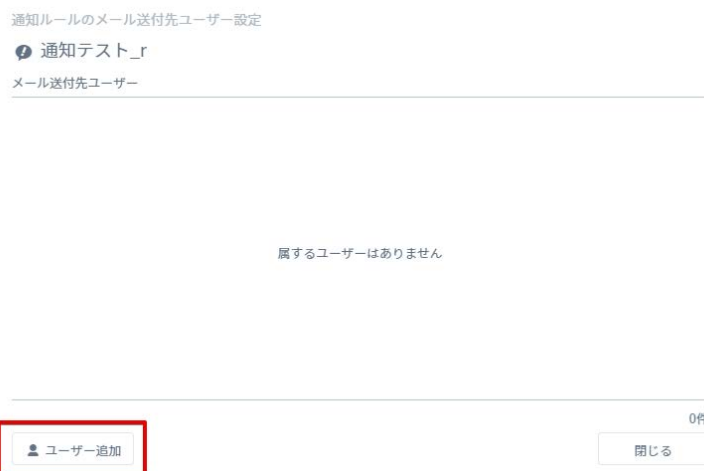 通知ルールのメール送付先ユーザー設定
通知テスト_r
メール送付先ユーザー
属するユーザーはありません
0件
ユーザー追加
閉じる